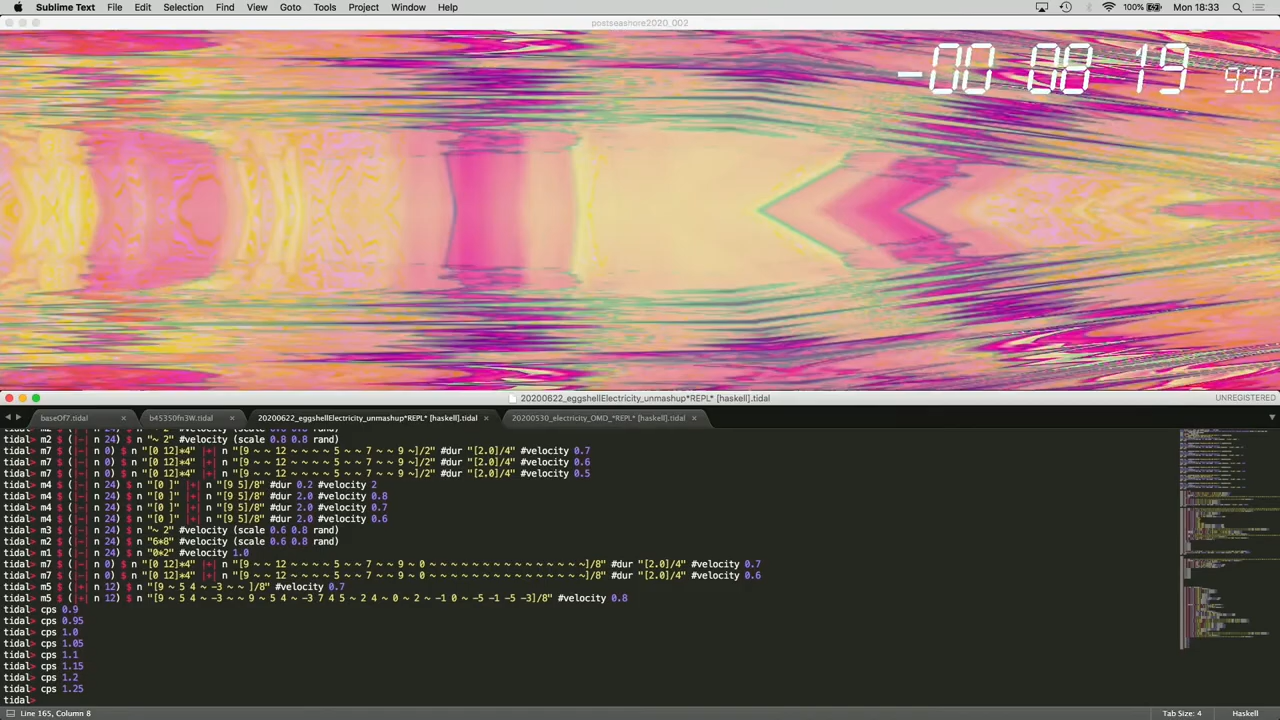 Sublime Text File Edit Selection Find View Goto Tools Project Window Help 100% Mon 18:33
postseashore2020_002
-00 08 19 928
20200622_eggshellElectricity_unmashup*REPL* [haskell].tidal UNREGISTERED
baseOf7.tidal b45350fn3W.tidal 20200622_eggshellElectricity_unmashup*REPL* [haskell].tidal 20200530_electricity_OMD_*REPL* [haskell].tidal
tidal> m2 $ (|-| n 24) $ n "~ 2" #velocity (scale 0.8 0.8 rand)
tidal> m7 $ (|-| n 0) $ n "[0 12]*4" |+| n "[9 ~ ~ 12 ~ ~ ~ ~ 5 ~ ~ 7 ~ ~ 9 ~]/2" #dur "[2.0]/4" #velocity 0.7
tidal> m7 $ (|-| n 0) $ n "[0 12]*4" |+| n "[9 ~ ~ 12 ~ ~ ~ ~ 5 ~ ~ 7 ~ ~ 9 ~]/2" #dur "[2.0]/4" #velocity 0.6
tidal> m7 $ (|-| n 0) $ n "[0 12]*4" |+| n "[9 ~ ~ 12 ~ ~ ~ ~ 5 ~ ~ 7 ~ ~ 9 ~]/2" #dur "[2.0]/4" #velocity 0.5
tidal> m4 $ (|-| n 24) $ n "[0 ]" |+| n "[9 5]/8" #dur 0.2 #velocity 2
tidal> m4 $ (|-| n 24) $ n "[0 ]" |+| n "[9 5]/8" #dur 2.0 #velocity 0.8
tidal> m4 $ (|-| n 24) $ n "[0 ]" |+| n "[9 5]/8" #dur 2.0 #velocity 0.7
tidal> m4 $ (|-| n 24) $ n "[0 ]" |+| n "[9 5]/8" #dur 2.0 #velocity 0.6
tidal> m3 $ (|-| n 24) $ n "~ 2" #velocity (scale 0.6 0.8 rand)
tidal> m2 $ (|-| n 24) $ n "6*8" #velocity (scale 0.6 0.8 rand)
tidal> m1 $ (|-| n 24) $ n "0*2" #velocity 1.0
tidal> m7 $ (|-| n 0) $ n "[0 12]*4" |+| n "[9 ~ ~ 12 ~ ~ ~ ~ 5 ~ ~ 7 ~ ~ 9 ~ 0 ~ ~ ~ ~ ~ ~ ~ ~ ~ ~ ~ ~ ~ ~ ~]/8" #dur "[2.0]/4" #velocity 0.7
tidal> m7 $ (|-| n 0) $ n "[0 12]*4" |+| n "[9 ~ ~ 12 ~ ~ ~ ~ 5 ~ ~ 7 ~ ~ 9 ~ 0 ~ ~ ~ ~ ~ ~ ~ ~ ~ ~ ~ ~ ~ ~ ~]/8" #dur "[2.0]/4" #velocity 0.6
tidal> m5 $ (|+| n 12) $ n "[9 ~ 5 4 ~ -3 ~ ~ ]/8" #velocity 0.7
tidal> m5 $ (|+| n 12) $ n "[9 ~ 5 4 ~ -3 ~ ~ 9 ~ 5 4 ~ -3 7 4 5 ~ 2 4 ~ 0 ~ 2 ~ -1 0 ~ -5 -1 -5 -3]/8" #velocity 0.8
tidal> cps 0.9
tidal> cps 0.95
tidal> cps 1.0
tidal> cps 1.05
tidal> cps 1.1
tidal> cps 1.15
tidal> cps 1.2
tidal> cps 1.25
tidal>
Line 165, Column 8 Tab Size: 4 Haskell